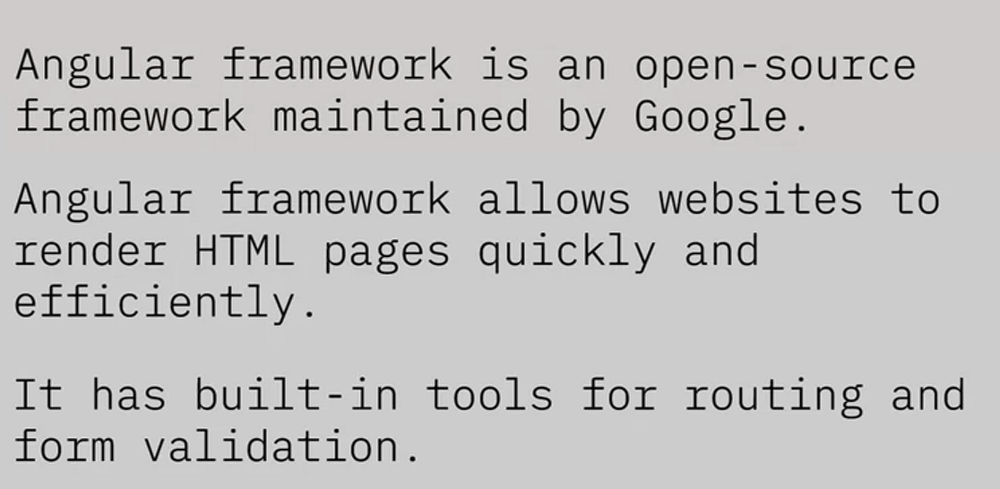 Angular framework is an open-source
framework maintained by Google.
Angular framework allows websites to
render HTML pages quickly and
efficiently.
It has built-in tools for routing and
form validation.